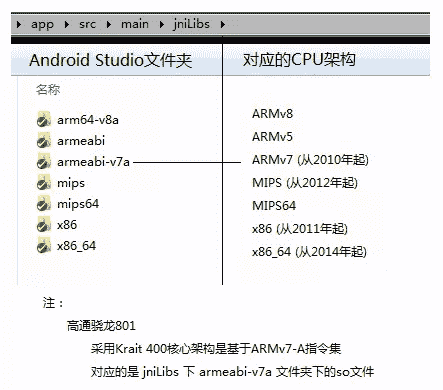 app src main jniLibs
Android Studio文件夹 对应的CPU架构
名称
arm64-v8a ARMv8
armeabi ARMv5
armeabi-v7a ARMv7 (从2010年起)
mips MIPS (从2012年起)
mips64 MIPS64
x86 x86 (从2011年起)
x86_64 x86_64 (从2014年起)
注：
高通骁龙801
采用Krait 400核心架构是基于ARMv7-A指令集
对应的是 jniLibs 下 armeabi-v7a 文件夹下的so文件